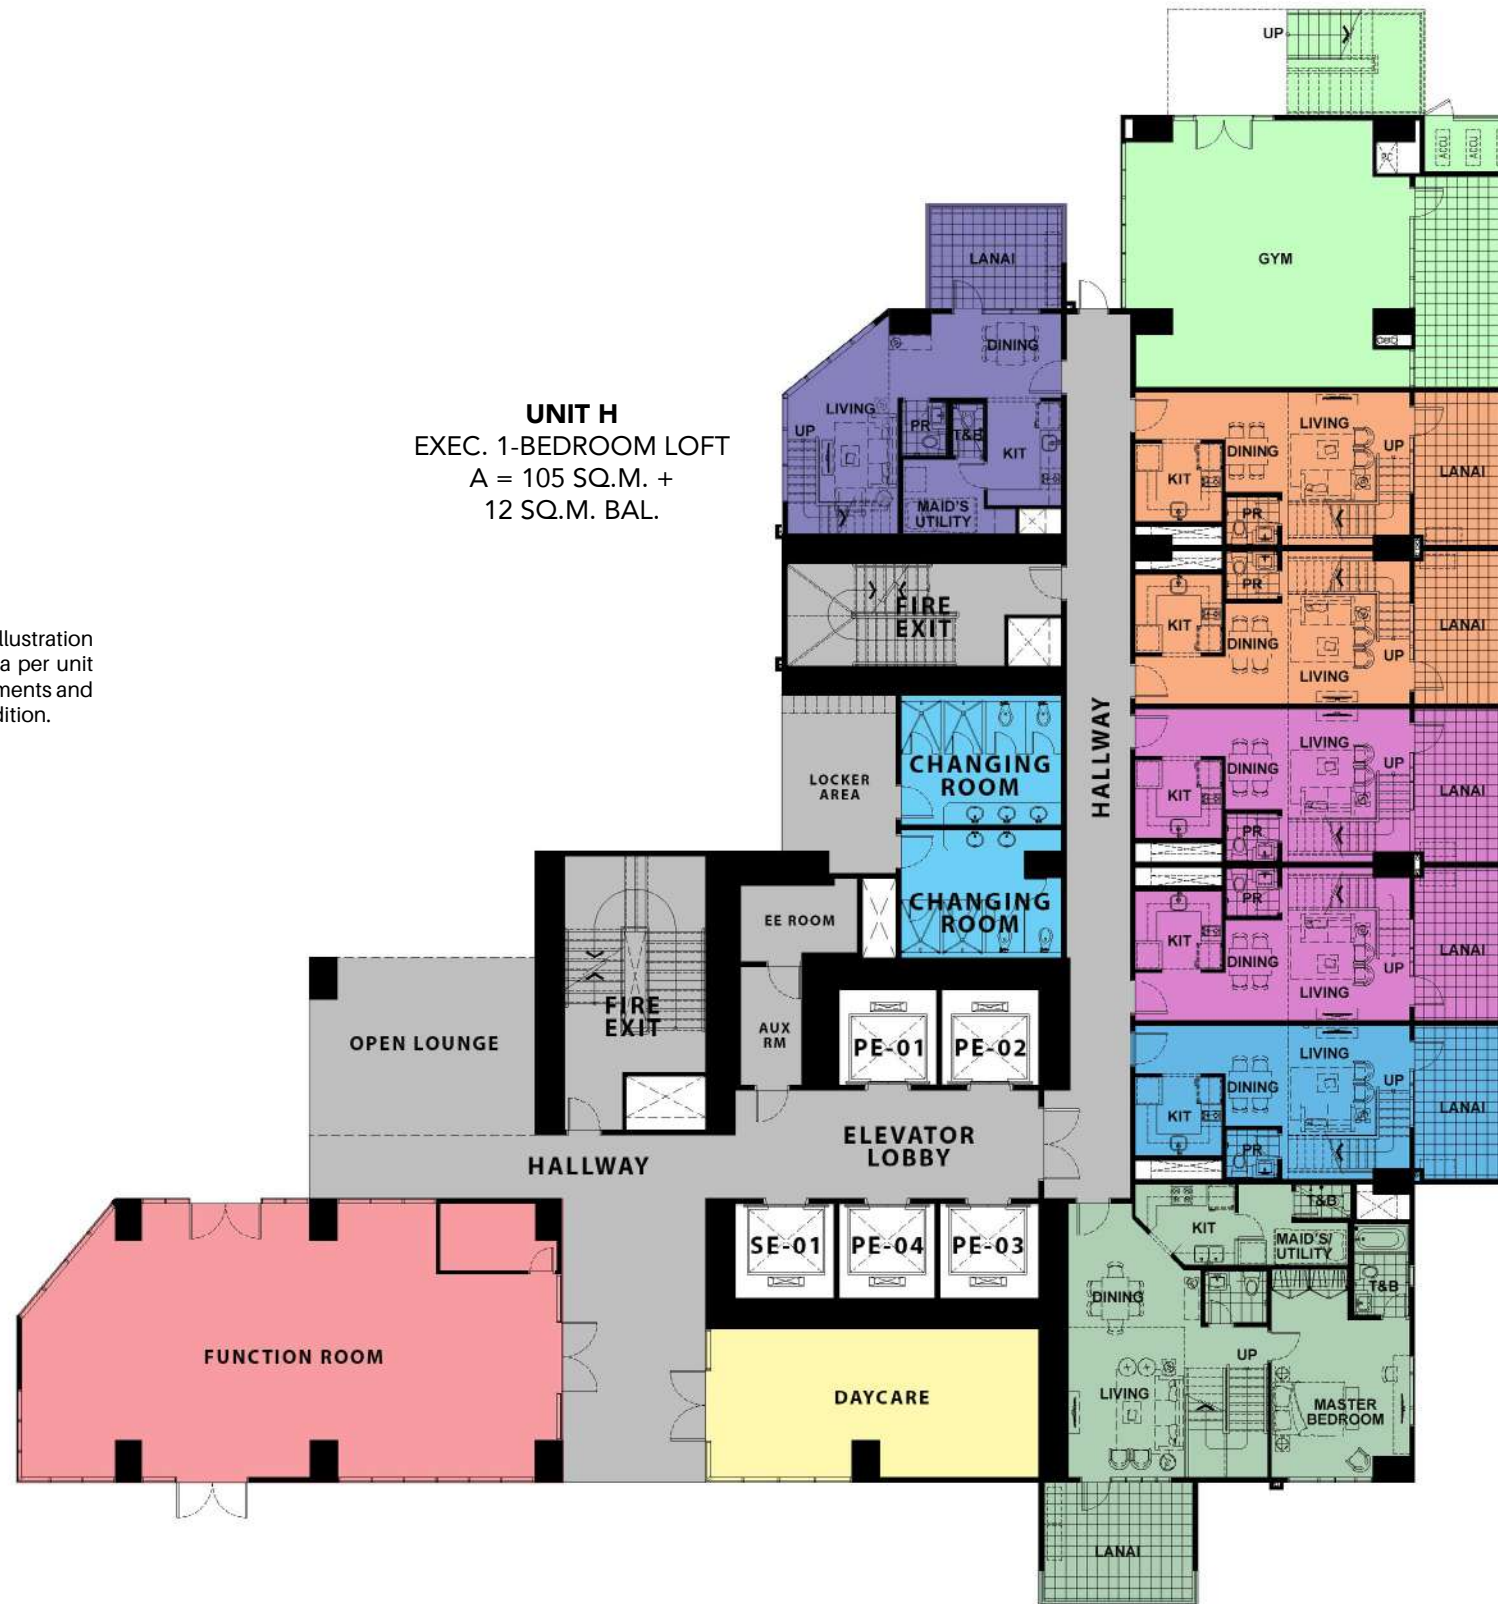 UP
ACCU
ACCU
GYM
LANAI
DINING
LIVING
UP
PR
T&B
KIT
MAID'S
UTILITY
UNIT H
EXEC. 1-BEDROOM LOFT
A = 105 SQ.M. +
12 SQ.M. BAL.
LIVING
UP
DINING
KIT
LANAI
PR
PR
KIT
DINING
LANAI
UP
LIVING
FIRE
EXIT
llustration
a per unit
ments and
dition.
HALLWAY
LOCKER
AREA
CHANGING
ROOM
CHANGING
ROOM
LIVING
UP
DINING
KIT
LANAI
PR
PR
KIT
DINING
LANAI
UP
LIVING
EE ROOM
AUX
RM
FIRE
EXIT
OPEN LOUNGE
PE-01
PE-02
LIVING
UP
DINING
KIT
LANAI
PR
ELEVATOR
LOBBY
HALLWAY
SE-01
PE-04
PE-03
T&B
KIT
MAID'S/
UTILITY
T&B
DINING
UP
LIVING
MASTER
BEDROOM
FUNCTION ROOM
DAYCARE
LANAI